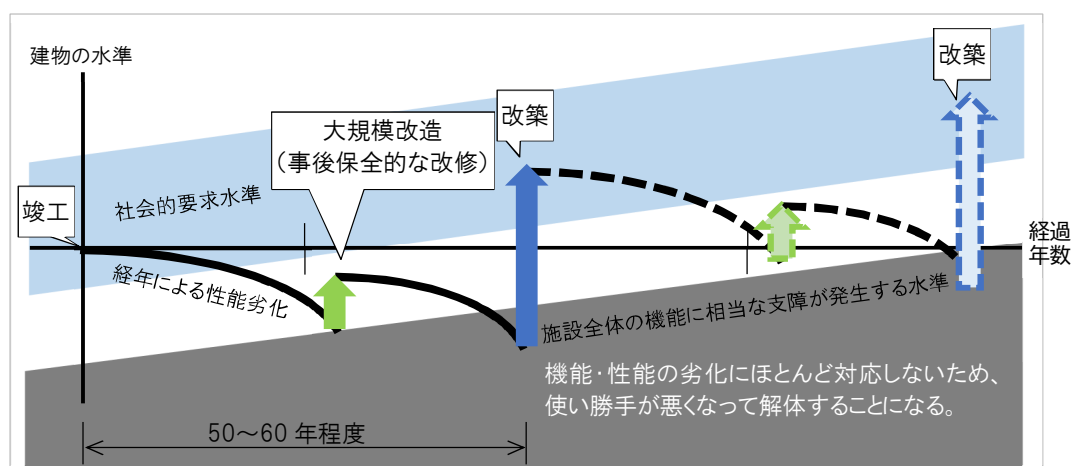 建物の水準
改築
大規模改造
（事後保全的な改修）
改築
社会的要求水準
竣工
経過
年数
経年による性能劣化
施設全体の機能に相当な支障が発生する水準
機能・性能の劣化にほとんど対応しないため、
使い勝手が悪くなって解体することになる。
50～60 年程度